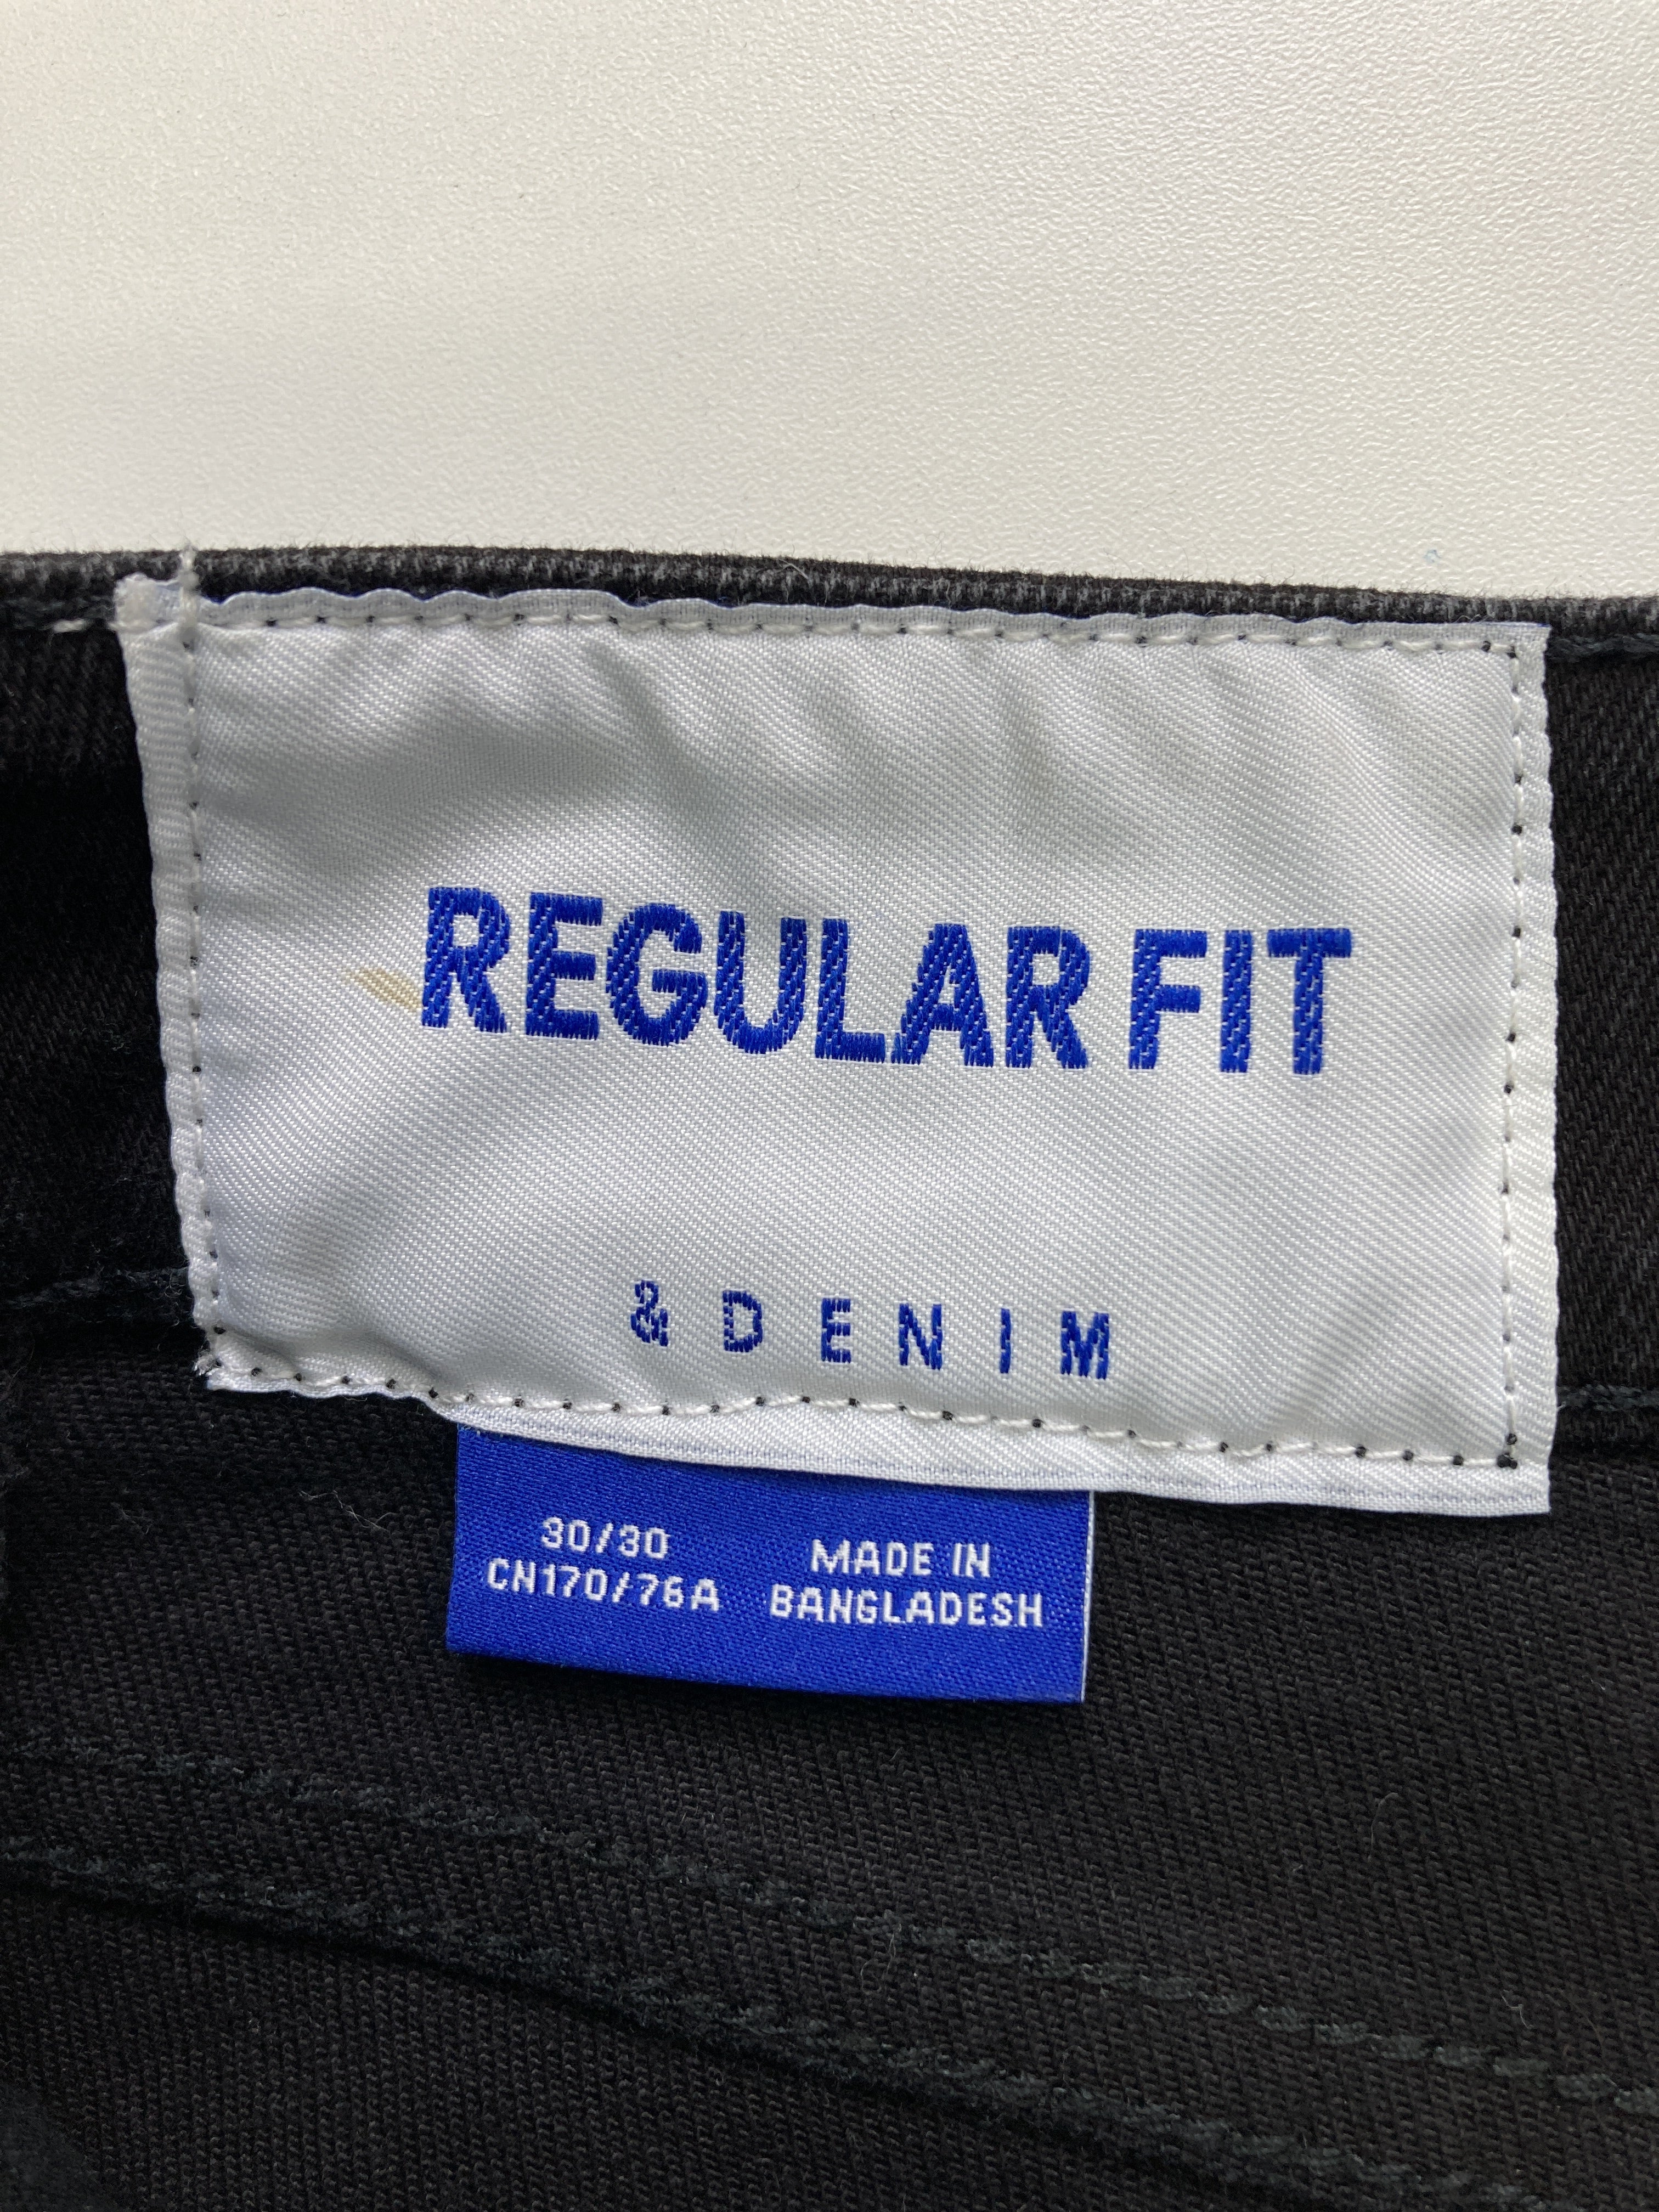 REGULAR FIT
& DENIM
30/30
CN170/76A
MADE IN
BANGLADESH